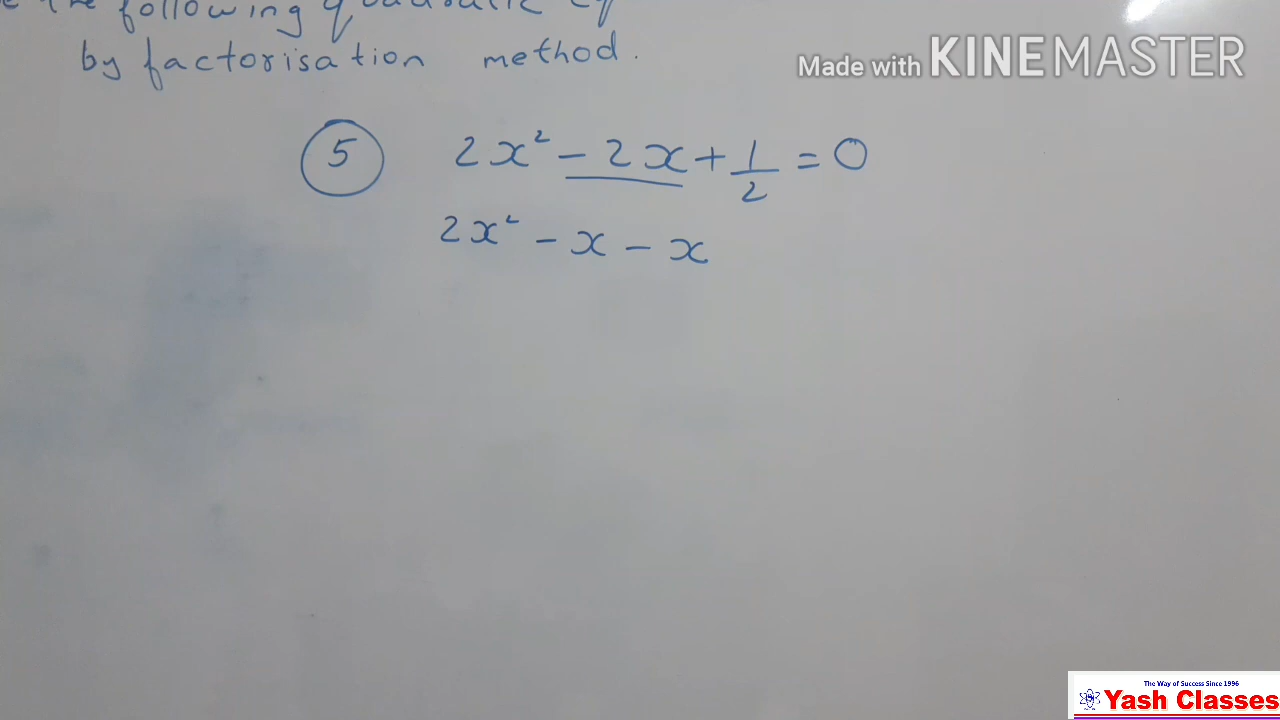 the following
by factorisation method.
Made with KINEMASTER
5 2x² - 2x + 1/2 = 0
2x² - x - x
The Way of Success Since 1996
Yash Classes